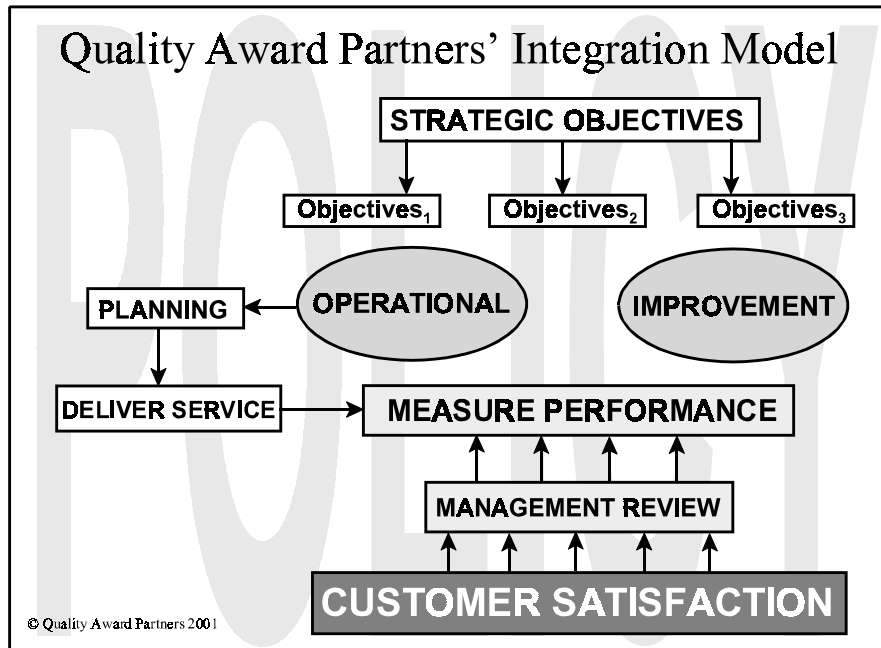 Quality Award Partners’ Integration Model
STRATEGIC OBJECTIVES
Objectives₁
Objectives₂
Objectives₃
OPERATIONAL
IMPROVEMENT
PLANNING
DELIVER SERVICE
MEASURE PERFORMANCE
MANAGEMENT REVIEW
CUSTOMER SATISFACTION
© Quality Award Partners 2001
POLICY